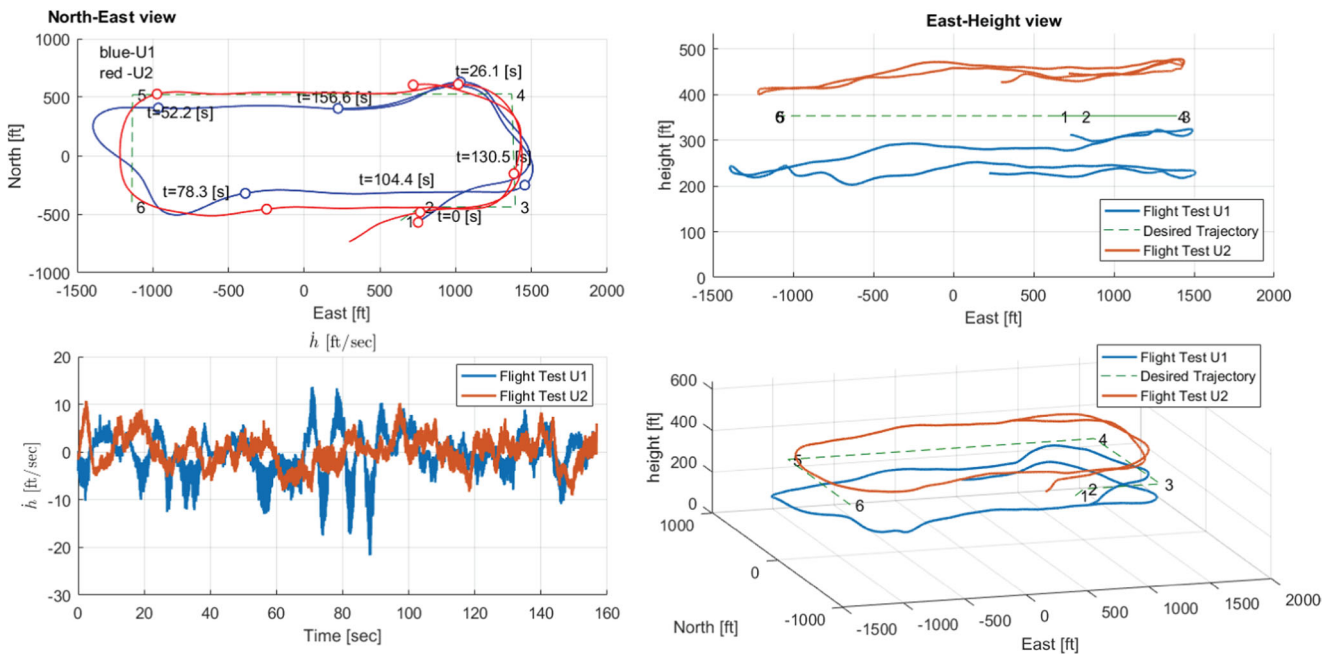 North-East view
1000
500
0
-500
-1000
North [ft]
blue-U1
red -U2
t=26.1 [s]
5
t=156.6 [s]
4
t=52.2 [s]
t=130.5 [s]
t=104.4 [s]
t=78.3 [s]
6
2
3
1
t=0 [s]
-1500 -1000 -500 0 500 1000 1500 2000
East [ft]
East-Height view
500
400
300
200
100
0
height [ft]
1 2
Flight Test U1
Desired Trajectory
Flight Test U2
-1500 -1000 -500 0 500 1000 1500 2000
East [ft]
ḣ [ft/sec]
20
10
0
-10
-20
-30
ḣ [ft/sec]
Flight Test U1
Flight Test U2
0 20 40 60 80 100 120 140 160
Time [sec]
600
400
200
0
height [ft]
Flight Test U1
Desired Trajectory
Flight Test U2
4
5
3
2
1
6
1000
0
-1000
North [ft]
-1500 -1000 -500 0 500 1000 1500 2000
East [ft]